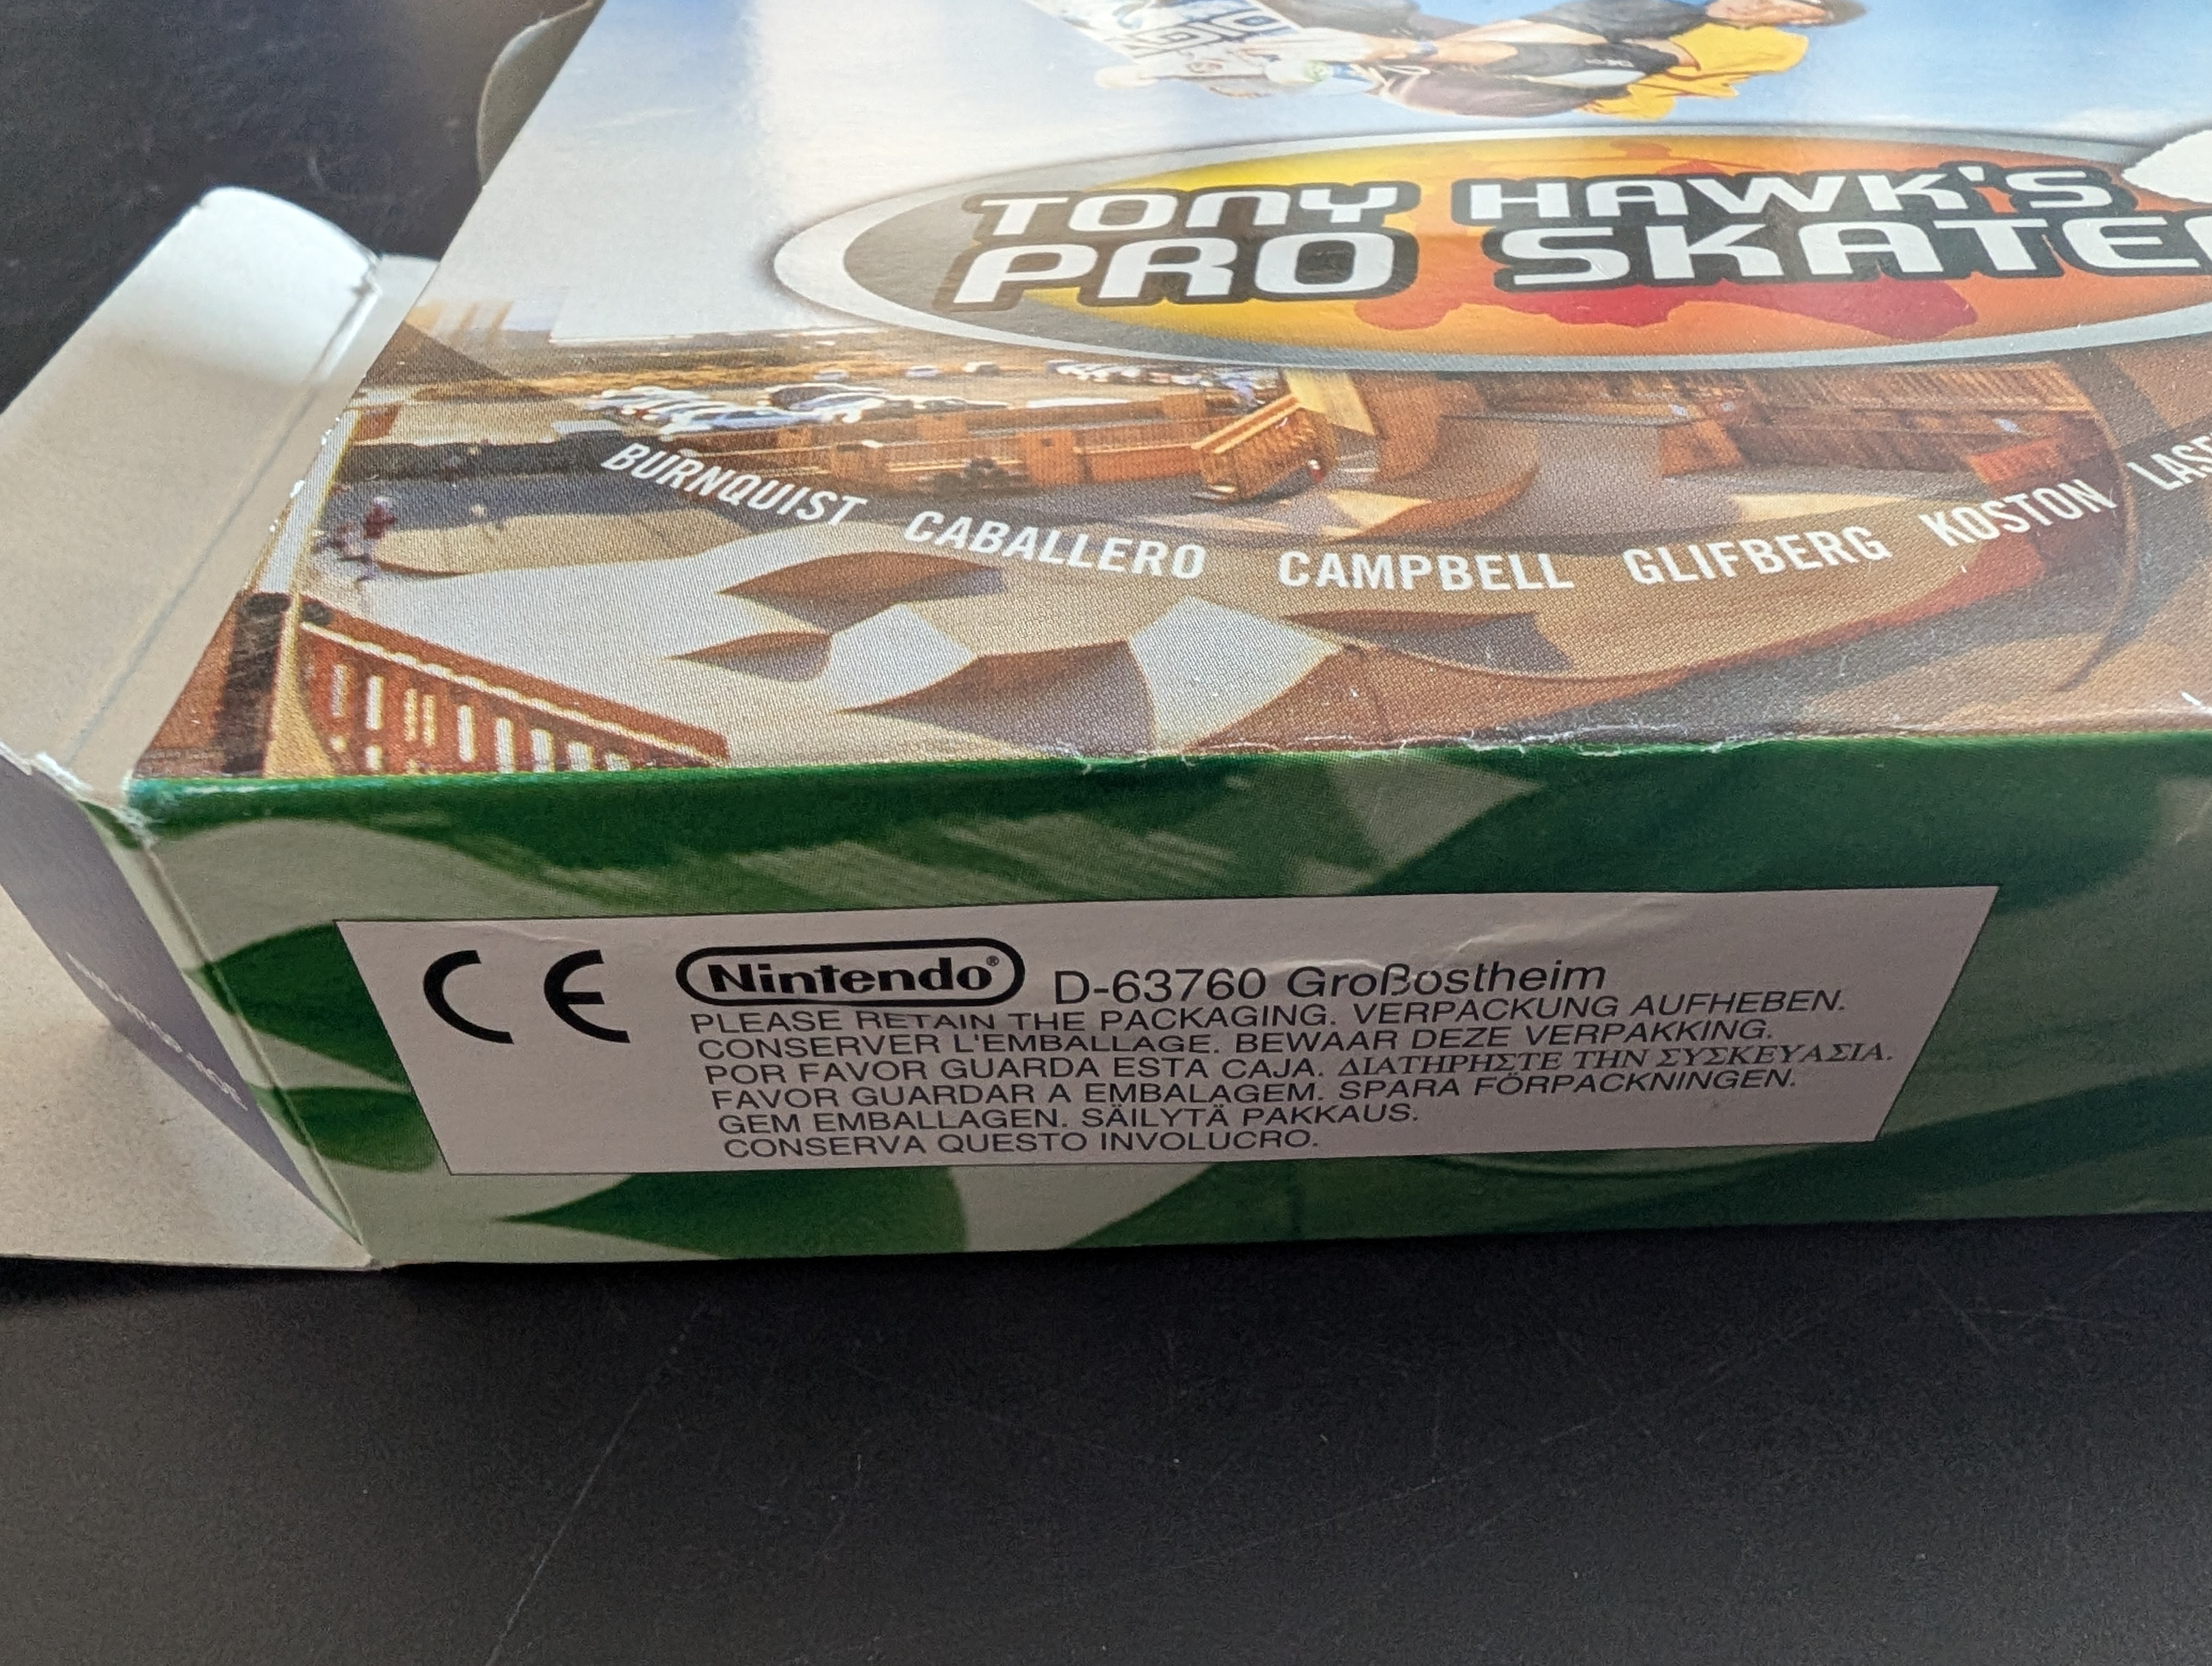 TONY HAWK'S
PRO SKATER
BURNQUIST CABALLERO CAMPBELL GLIFBERG KOSTON
CE Nintendo® D-63760 Großostheim
PLEASE RETAIN THE PACKAGING. VERPACKUNG AUFHEBEN.
CONSERVER L'EMBALLAGE. BEWAAR DEZE VERPAKKING.
POR FAVOR GUARDA ESTA CAJA. ΔΙΑΤΗΡΗΣΤΕ ΤΗΝ ΣΥΣΚΕΥΑΣΙΑ.
FAVOR GUARDAR A EMBALAGEM. SPARA FÖRPACKNINGEN.
GEM EMBALLAGEN. SÄILYTÄ PAKKAUS.
CONSERVA QUESTO INVOLUCRO.